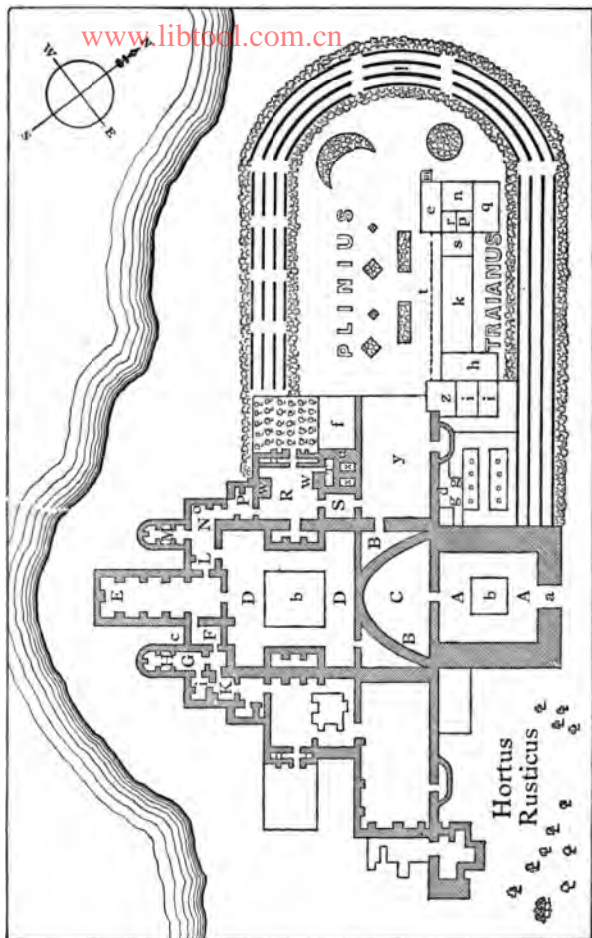 www.libtool.com.cn
W
N
S
E
PLINIUS
TRAIANUS
l
m
e
n
r
p
q
s
t
k
h
z
i
i
f
y
d
g
g
u
x
x
P
W
R
W
S
o
N
M
L
E
D
b
D
B
C
B
A
b
A
a
c
F
H
G
K
Hortus
Rusticus